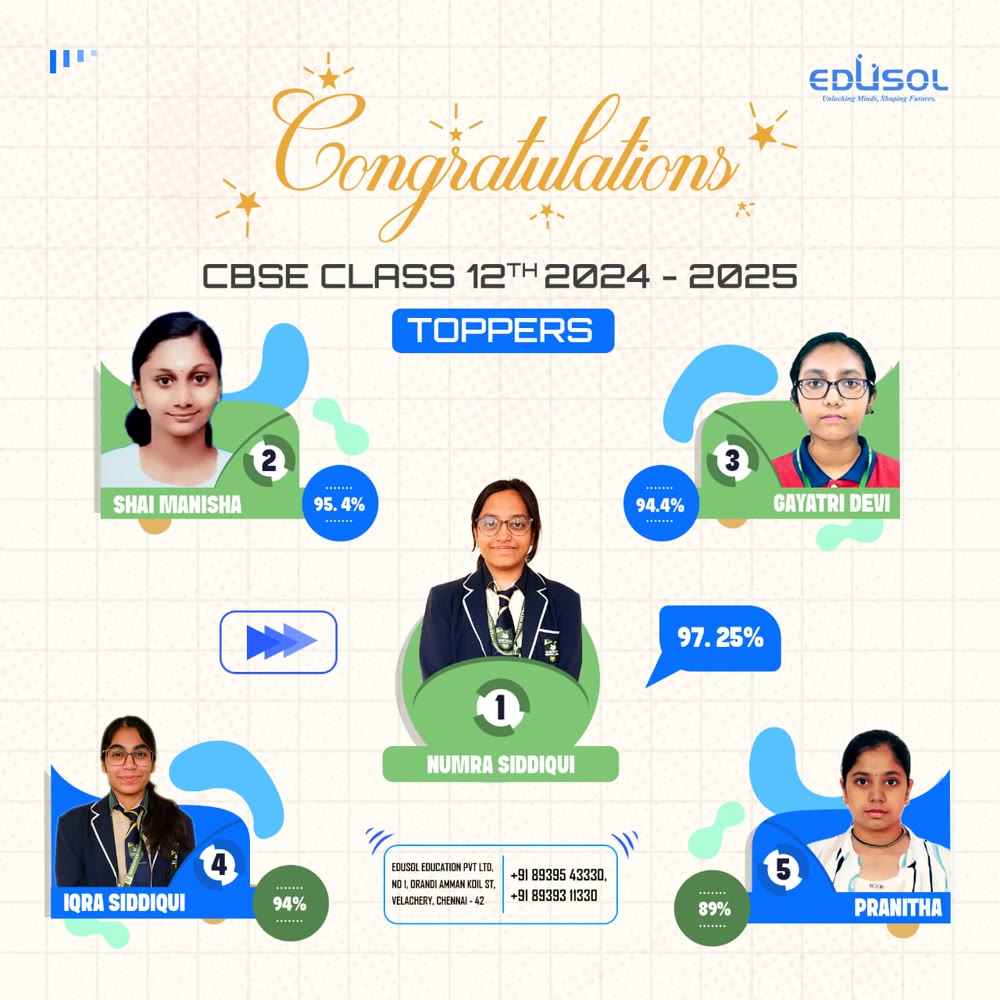 EDUSOL
Unlocking Minds, Shaping Futures.
Congratulations
CBSE CLASS 12TH 2024 - 2025
TOPPERS
2
SHAI MANISHA
95. 4%
3
GAYATRI DEVI
94.4%
97. 25%
1
NUMRA SIDDIQUI
4
IQRA SIDDIQUI
94%
5
PRANITHA
89%
EDUSOL EDUCATION PVT LTD,
NO 1, DRANDI AMMAN KOIL ST,
VELACHERY, CHENNAI - 42
+91 89395 43330,
+91 89393 11330